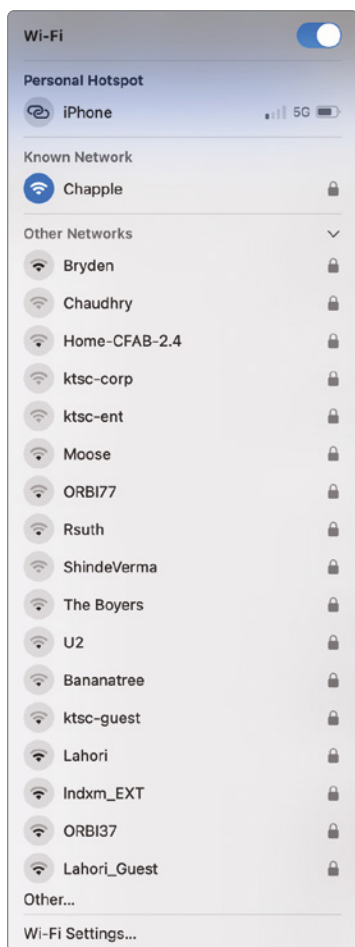 Wi-Fi
Personal Hotspot
iPhone 5G
Known Network
Chapple
Other Networks
Bryden
Chaudhry
Home-CFAB-2.4
ktsc-corp
ktsc-ent
Moose
ORBI77
Rsuth
ShindeVerma
The Boyers
U2
Bananatree
ktsc-guest
Lahori
lndxm_EXT
ORBI37
Lahori_Guest
Other...
Wi-Fi Settings...